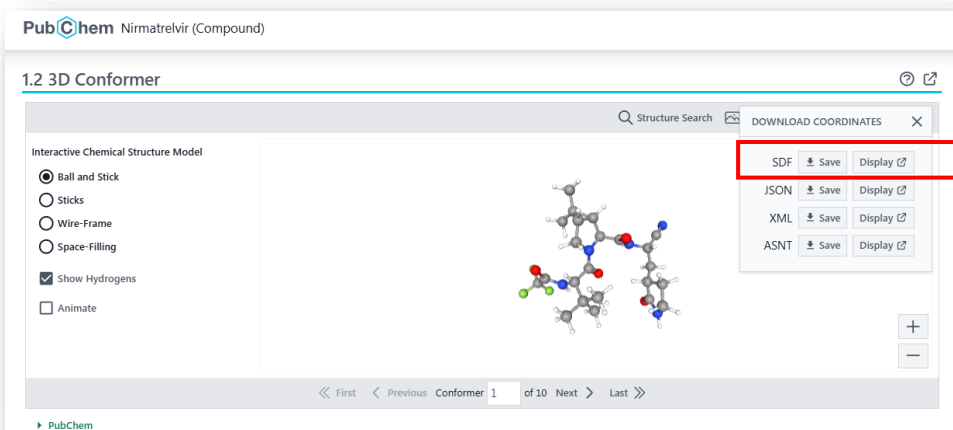 PubChem Nirmatrelvir (Compound)
1.2 3D Conformer
Structure Search
DOWNLOAD COORDINATES
Interactive Chemical Structure Model
Ball and Stick
Sticks
Wire-Frame
Space-Filling
Show Hydrogens
Animate
SDF Save Display
JSON Save Display
XML Save Display
ASNT Save Display
First Previous Conformer 1 of 10 Next Last
PubChem